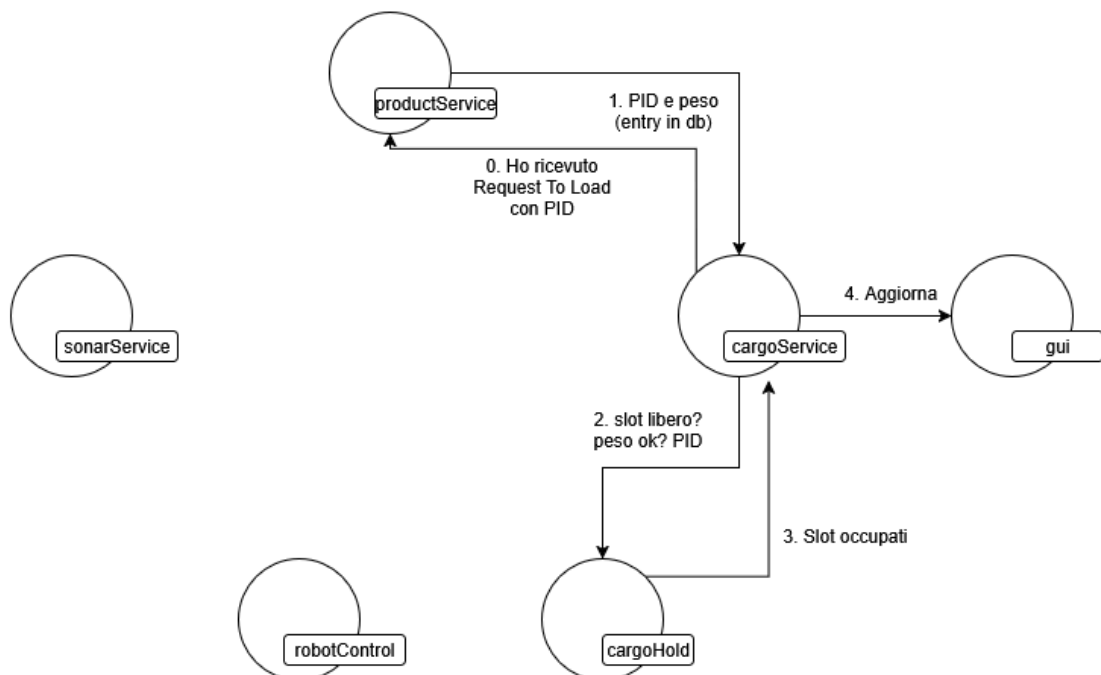 productService
1. PID e peso
(entry in db)
0. Ho ricevuto
Request To Load
con PID
sonarService
cargoService
4. Aggiorna
gui
2. slot libero?
peso ok? PID
3. Slot occupati
robotControl
cargoHold